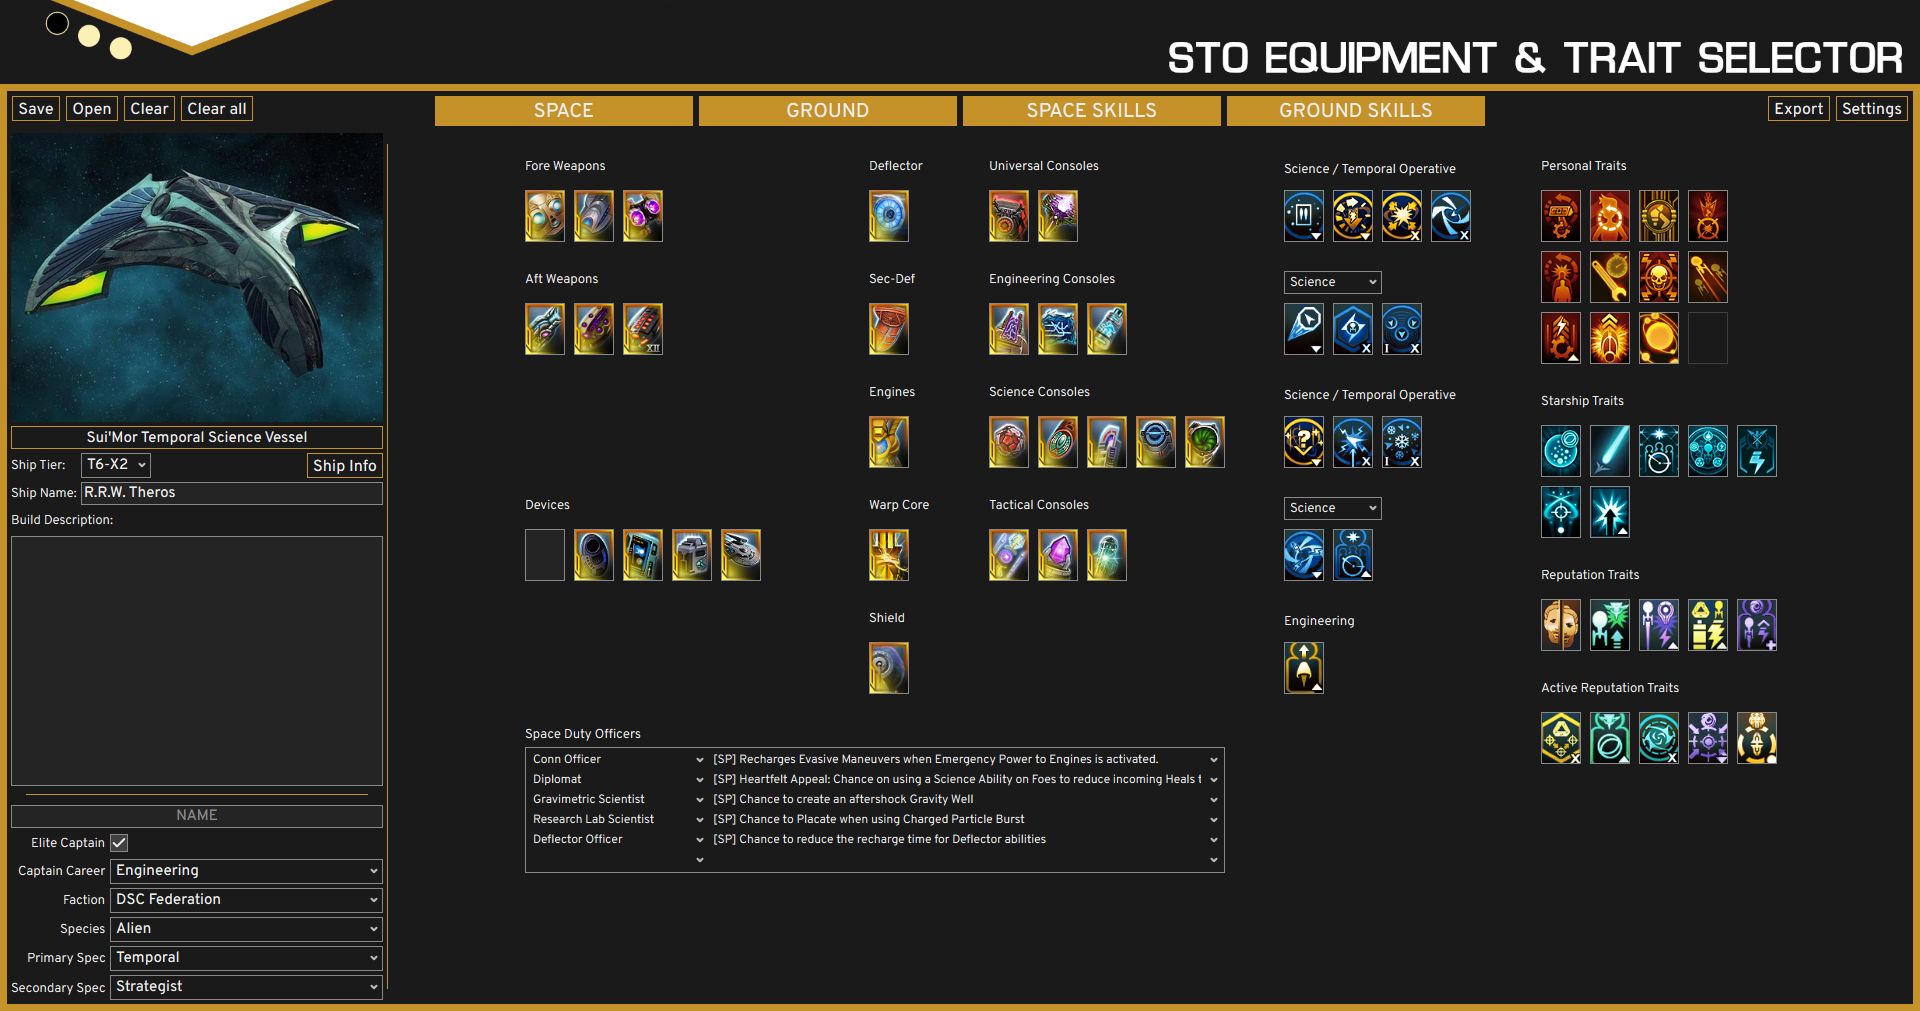 STO EQUIPMENT & TRAIT SELECTOR
Save Open Clear Clear all
SPACE GROUND SPACE SKILLS GROUND SKILLS
Export Settings
Sui'Mor Temporal Science Vessel
Ship Tier: T6-X2 Ship Info
Ship Name: R.R.W. Theros
Build Description:
NAME
Elite Captain
Captain Career Engineering
Faction DSC Federation
Species Alien
Primary Spec Temporal
Secondary Spec Strategist
Fore Weapons
Aft Weapons
XII
Devices
Deflector
Sec-Def
Engines
Warp Core
Shield
Universal Consoles
Engineering Consoles
Science Consoles
Tactical Consoles
Space Duty Officers
Conn Officer [SP] Recharges Evasive Maneuvers when Emergency Power to Engines is activated.
Diplomat [SP] Heartfelt Appeal: Chance on using a Science Ability on Foes to reduce incoming Heals t
Gravimetric Scientist [SP] Chance to create an aftershock Gravity Well
Research Lab Scientist [SP] Chance to Placate when using Charged Particle Burst
Deflector Officer [SP] Chance to reduce the recharge time for Deflector abilities
Science / Temporal Operative
X X
Science
X I X
Science / Temporal Operative
? X I X
Science
Engineering
Personal Traits
Starship Traits
Reputation Traits
Active Reputation Traits
X X